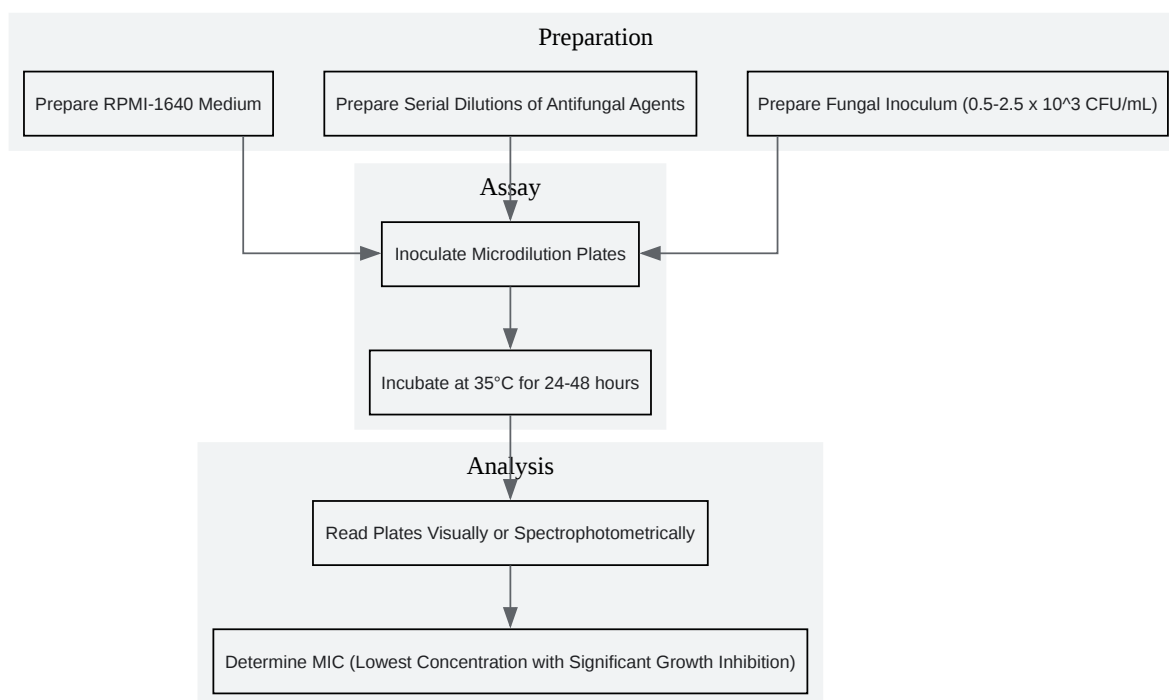 Preparation
Prepare RPMI-1640 Medium
Prepare Serial Dilutions of Antifungal Agents
Prepare Fungal Inoculum (0.5-2.5 x 10^3 CFU/mL)
Assay
Inoculate Microdilution Plates
Incubate at 35°C for 24-48 hours
Analysis
Read Plates Visually or Spectrophotometrically
Determine MIC (Lowest Concentration with Significant Growth Inhibition)